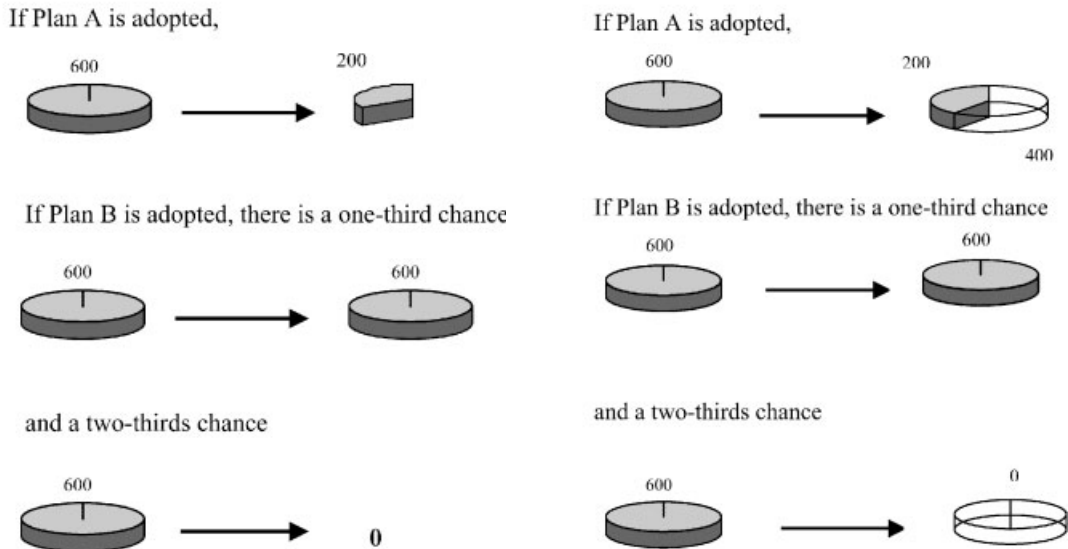 If Plan A is adopted,
600
200
If Plan B is adopted, there is a one-third chance
600
600
and a two-thirds chance
600
0
If Plan A is adopted,
600
200
400
If Plan B is adopted, there is a one-third chance
600
600
and a two-thirds chance
600
0